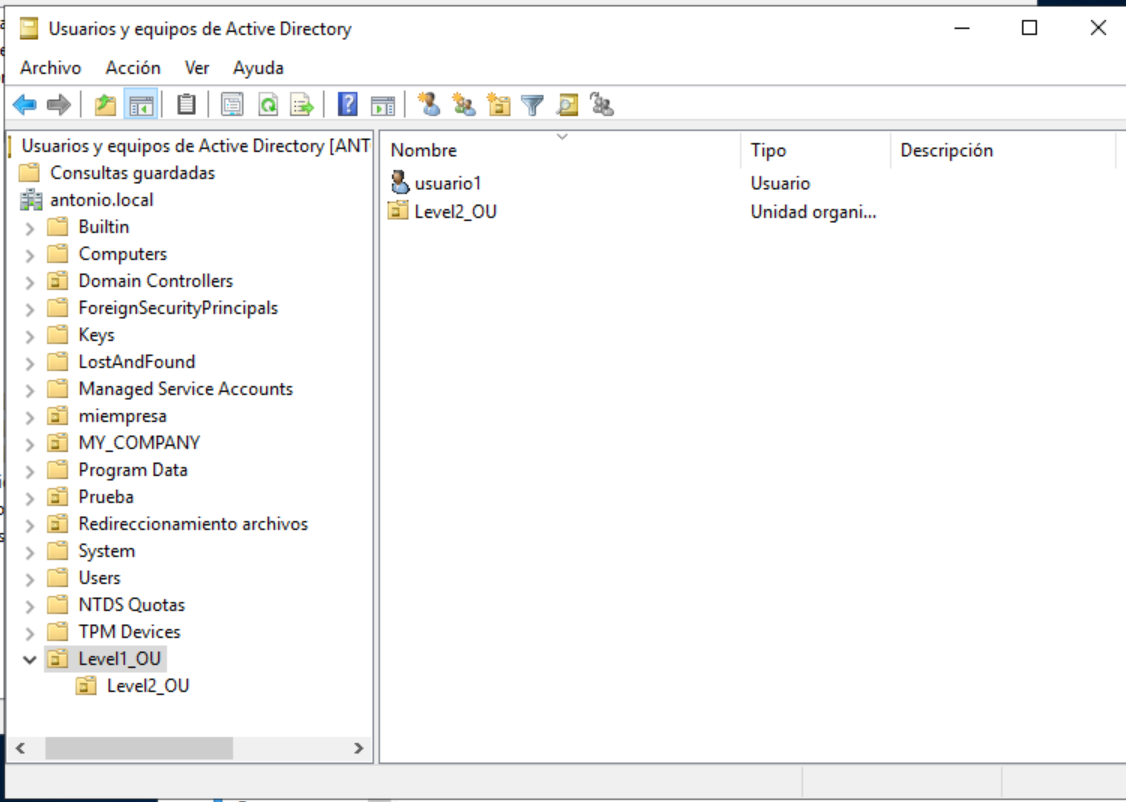 Usuarios y equipos de Active Directory
Archivo Acción Ver Ayuda
Usuarios y equipos de Active Directory [ANT
Consultas guardadas
antonio.local
Builtin
Computers
Domain Controllers
ForeignSecurityPrincipals
Keys
LostAndFound
Managed Service Accounts
miempresa
MY_COMPANY
Program Data
Prueba
Redireccionamiento archivos
System
Users
NTDS Quotas
TPM Devices
Level1_OU
Level2_OU
Nombre Tipo Descripción
usuario1 Usuario
Level2_OU Unidad organi...